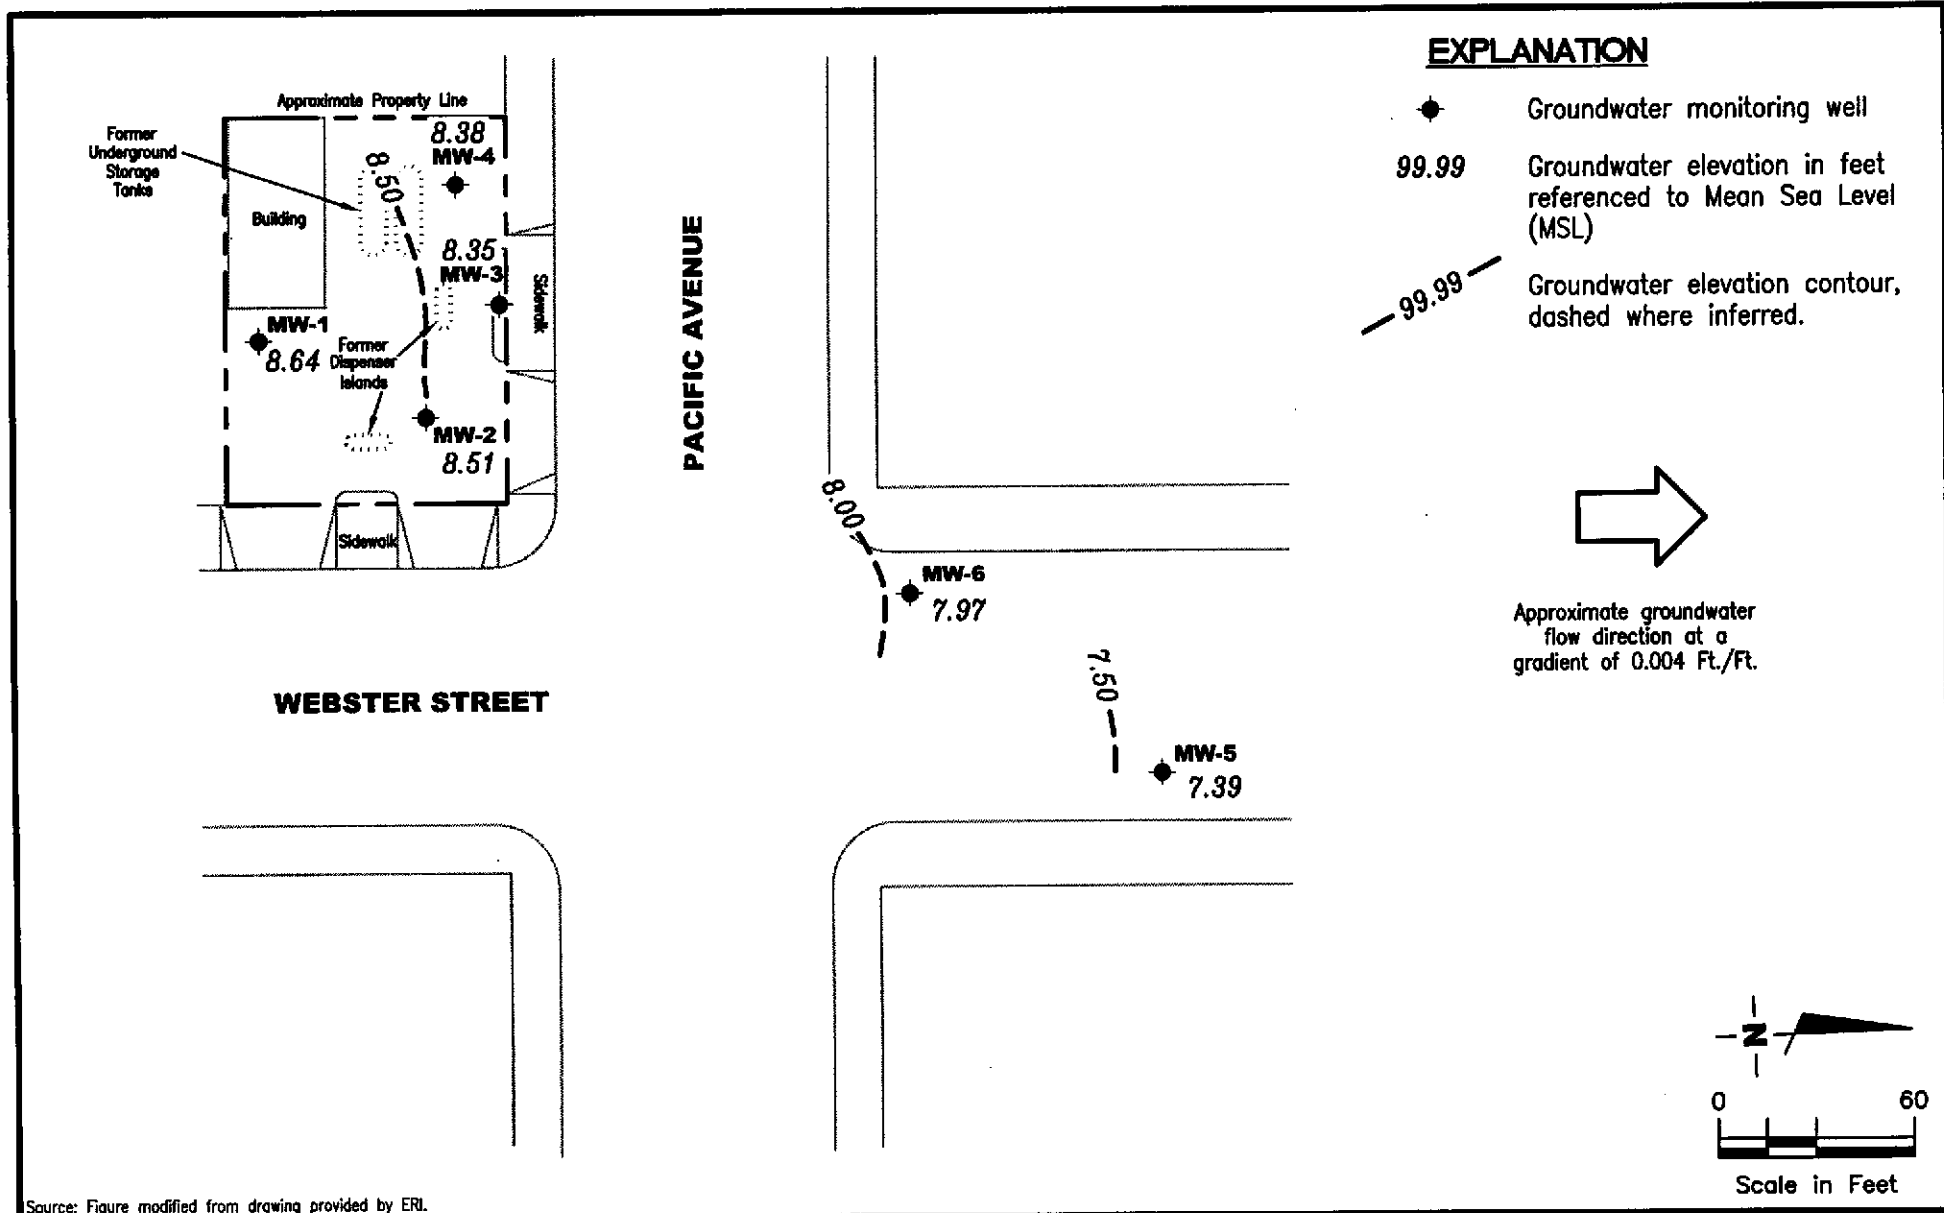 EXPLANATION
Groundwater monitoring well
99.99
Groundwater elevation in feet
referenced to Mean Sea Level
(MSL)
99.99
Groundwater elevation contour,
dashed where inferred.
Approximate Property Line
Former
Underground
Storage
Tanks
Building
8.50
8.38
MW-4
8.35
MW-3
Sidewalk
MW-1
8.64
Former
Dispenser
Islands
MW-2
8.51
Sidewalk
PACIFIC AVENUE
8.00
MW-6
7.97
WEBSTER STREET
7.50
MW-5
7.39
Approximate groundwater
flow direction at a
gradient of 0.004 Ft./Ft.
N
0 60
Scale in Feet
Source: Figure modified from drawing provided by ERI.